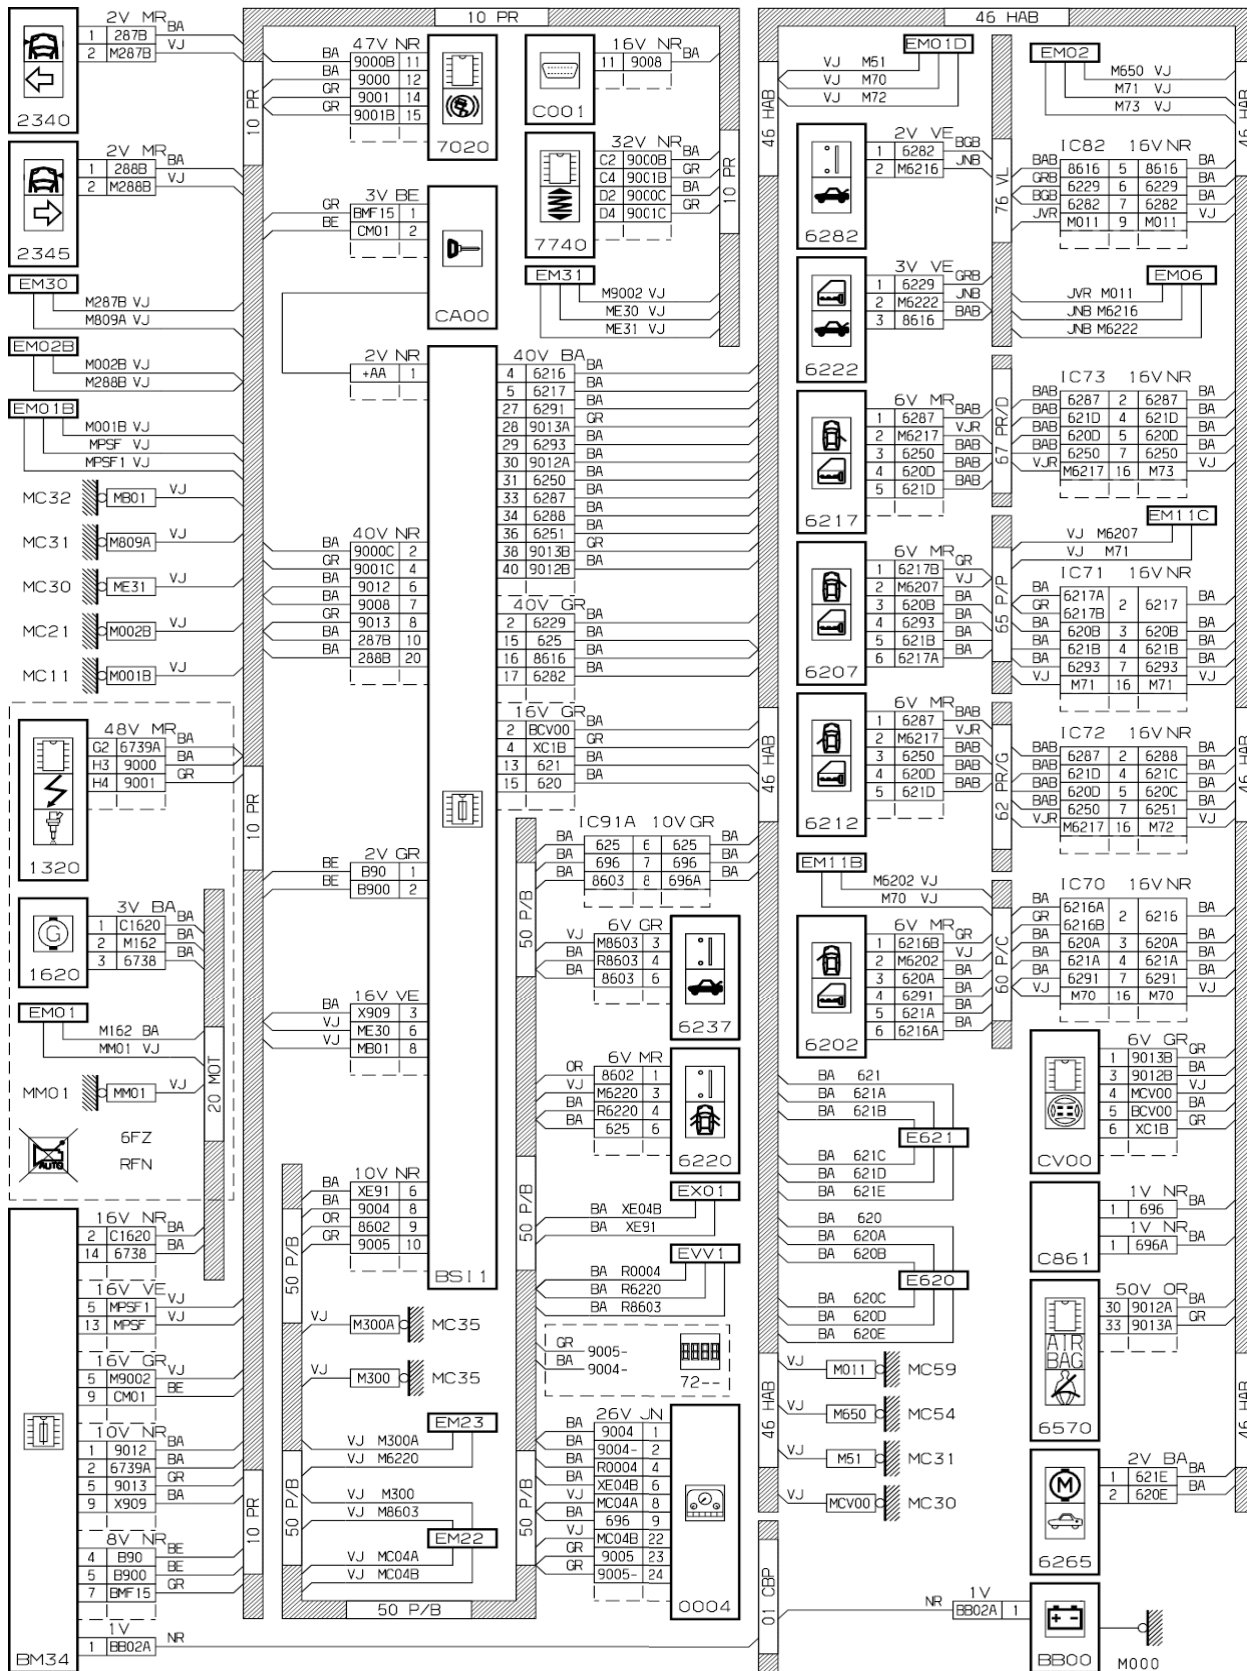 10 PR
46 HAB
2V MR
1 287B BA
2 M287B VJ
2340
2V MR
1 288B BA
2 M288B VJ
2345
EM30
M287B VJ
M809A VJ
EM02B
M002B VJ
M288B VJ
EM01B
M001B VJ
MPSF VJ
MPSF1 VJ
MC32 MB01 VJ
MC31 M809A VJ
MC30 ME31 VJ
MC21 M002B VJ
MC11 M001B VJ
48V MR
G2 6739A BA
H3 9000 BA
H4 9001 GR
1320
3V BA
1 C1620 BA
2 M162 BA
3 6738 BA
1620
EM01
M162 BA
MM01 VJ
MM01 MM01 VJ
AUTO
6FZ
RFN
20 MOT
16V NR
2 C1620 BA
14 6738 BA
16V VE
5 MPSF1 VJ
13 MPSF VJ
16V GR
5 M9002 VJ
9 CM01 BE
10V NR
1 9012 BA
2 6739A BA
5 9013 GR
9 X909 BA
8V NR
4 B90 BE
5 B900 BE
7 BMF15 GR
1V
1 BB02A NR
BM34
10 PR
10 PR
10 PR
47V NR
BA 9000B 11
BA 9000 12
GR 9001 14
GR 9001B 15
7020
3V BE
GR BMF15 1
BE CM01 2
CA00
2V NR
+AA 1
40V NR
BA 9000C 2
GR 9001C 4
BA 9012 6
BA 9008 7
GR 9013 8
BA 287B 10
BA 288B 20
2V GR
BE B90 1
BE B900 2
16V VE
BA X909 3
VJ ME30 6
VJ MB01 8
10V NR
BA XE91 6
BA 9004 8
OR 8602 9
GR 9005 10
BSI1
50 P/B
VJ M300A MC35
VJ M300 MC35
EM23
VJ M300A
VJ M6220
VJ M300
VJ M8603
EM22
VJ MC04A
VJ MC04B
50 P/B
50 P/B
16V NR
11 9008 BA
C001
32V NR
C2 9000B BA
C4 9001B GR
D2 9000C BA
D4 9001C GR
7740
10 PR
EM31
M9002 VJ
ME30 VJ
ME31 VJ
40V BA
4 6216 BA
5 6217 BA
27 6291 BA
28 9013A GR
29 6293 BA
30 9012A BA
31 6250 BA
33 6287 BA
34 6288 BA
36 6251 BA
38 9013B GR
40 9012B BA
40V GR
2 6229 BA
15 625 BA
16 8616 BA
17 6282 BA
16V GR
2 BCV00 BA
4 XC1B GR
13 621 BA
15 620 BA
IC91A 10V GR
BA 625 6 625 BA
BA 696 7 696 BA
BA 8603 8 696A BA
50 P/B
6V GR
VJ M8603 3
BA R8603 4
BA 8603 6
6237
6V MR
OR 8602 1
VJ M6220 3
BA R6220 4
BA 625 6
6220
50 P/B
EX01
BA XE04B
BA XE91
EVV1
BA R0004
BA R6220
BA R8603
GR 9005-
BA 9004-
72--
26V JN
BA 9004 1
BA 9004- 2
BA R0004 4
BA XE04B 6
VJ MC04A 8
BA 696 9
VJ MC04B 22
GR 9005 23
GR 9005- 24
0004
50 P/B
46 HAB
46 HAB
46 HAB
01 CBP
EM01D
VJ M51
VJ M70
VJ M72
2V VE
1 6282 BGB
2 M6216 JNB
6282
3V VE
1 6229 GRB
2 M6222 JNB
3 8616 BAB
6222
6V MR
1 6287 BAB
2 M6217 VJR
3 6250 BAB
4 620D BAB
5 621D BAB
6217
6V MR
1 6217B GR
2 M6207 VJ
3 620B BA
4 6293 BA
5 621B BA
6 6217A BA
6207
6V MR
1 6287 BAB
2 M6217 VJR
3 6250 BAB
4 620D BAB
5 621D BAB
6212
EM11B
M6202 VJ
M70 VJ
6V MR
1 6216B GR
2 M6202 VJ
3 620A BA
4 6291 BA
5 621A BA
6 6216A BA
6202
BA 621
BA 621A
BA 621B
E621
BA 621C
BA 621D
BA 621E
BA 620
BA 620A
BA 620B
E620
BA 620C
BA 620D
BA 620E
VJ M011 MC59
VJ M650 MC54
VJ M51 MC31
VJ MCV00 MC30
76 VL
67 PR/D
65 P/P
62 PR/G
60 P/C
EM02
M650 VJ
M71 VJ
M73 VJ
IC82 16V NR
BAB 8616 5 8616 BA
GRB 6229 6 6229 BA
BGB 6282 7 6282 BA
JVR M011 9 M011 VJ
EM06
JVR M011
JNB M6216
JNB M6222
IC73 16V NR
BAB 6287 2 6287 BA
BAB 621D 4 621D BA
BAB 620D 5 620D BA
BAB 6250 7 6250 BA
VJR M6217 16 M73 VJ
EM11C
VJ M6207
VJ M71
IC71 16V NR
BA 6217A
GR 6217B 2 6217 BA
BA 620B 3 620B BA
BA 621B 4 621B BA
BA 6293 7 6293 BA
VJ M71 16 M71 VJ
IC72 16V NR
BAB 6287 2 6288 BA
BAB 621D 4 621C BA
BAB 620D 5 620C BA
BAB 6250 7 6251 BA
VJR M6217 16 M72 VJ
IC70 16V NR
BA 6216A
GR 6216B 2 6216 BA
BA 620A 3 620A BA
BA 621A 4 621A BA
BA 6291 7 6291 BA
VJ M70 16 M70 VJ
6V GR
1 9013B GR
3 9012B BA
4 MCV00 VJ
5 BCV00 BA
6 XC1B GR
CV00
1V NR
1 696 BA
1V NR
1 696A BA
C861
50V OR
30 9012A BA
33 9013A GR
AIR
BAG
6570
2V BA
1 621E BA
2 620E BA
6265
1V
NR BB02A 1
BB00
M000
46 HAB
46 HAB
46 HAB